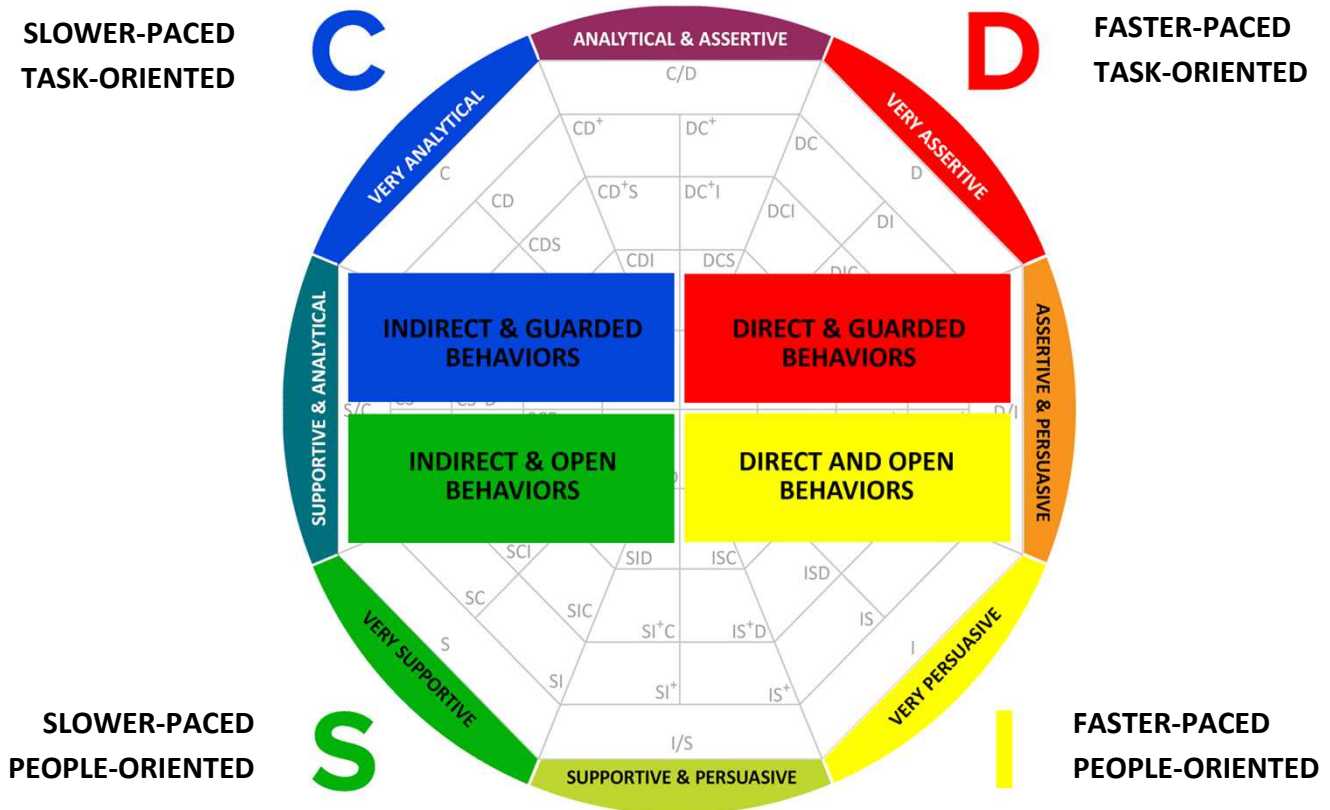 SLOWER-PACED
TASK-ORIENTED
C
ANALYTICAL & ASSERTIVE
D
FASTER-PACED
TASK-ORIENTED
VERY ANALYTICAL
VERY ASSERTIVE
C/D
CD⁺
DC⁺
DC
C
D
CD
CD⁺S
DC⁺I
DCI
DI
CDS
CDI
DCS
DIC
SUPPORTIVE & ANALYTICAL
ASSERTIVE & PERSUASIVE
INDIRECT & GUARDED
BEHAVIORS
DIRECT & GUARDED
BEHAVIORS
S/C
D/I
INDIRECT & OPEN
BEHAVIORS
DIRECT AND OPEN
BEHAVIORS
SCI
SID
ISC
ISD
SC
SIC
SI⁺C
IS⁺D
IS
S
I
SI
SI⁺
IS⁺
VERY SUPPORTIVE
VERY PERSUASIVE
I/S
SUPPORTIVE & PERSUASIVE
SLOWER-PACED
PEOPLE-ORIENTED
S
I
FASTER-PACED
PEOPLE-ORIENTED